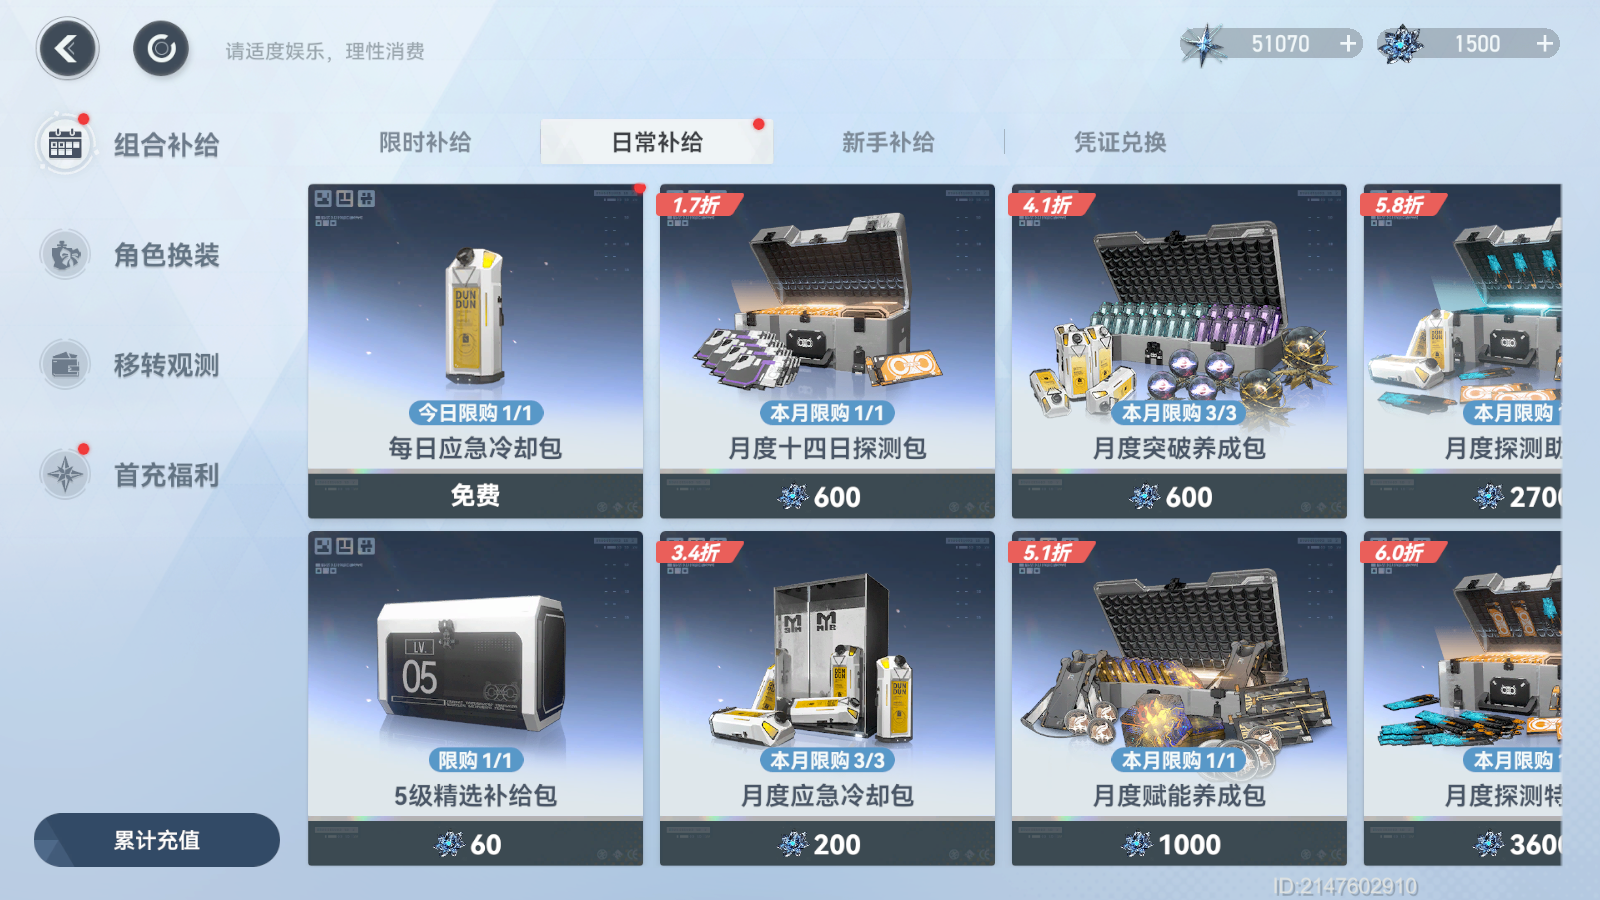 请适度娱乐，理性消费
51070
1500
组合补给
角色换装
移转观测
首充福利
累计充值
限时补给
日常补给
新手补给
凭证兑换
DUN
DUN
今日限购 1/1
每日应急冷却包
免费
1.7折
本月限购 1/1
月度十四日探测包
600
4.1折
本月限购 3/3
月度突破养成包
600
5.8折
本月限购
月度探测助
2700
LV.
05
限购 1/1
5级精选补给包
60
3.4折
DUN
DUN
DUN
DUN
本月限购 3/3
月度应急冷却包
200
5.1折
本月限购 1/1
月度赋能养成包
1000
6.0折
本月限购
月度探测特
3600
ID:2147602910